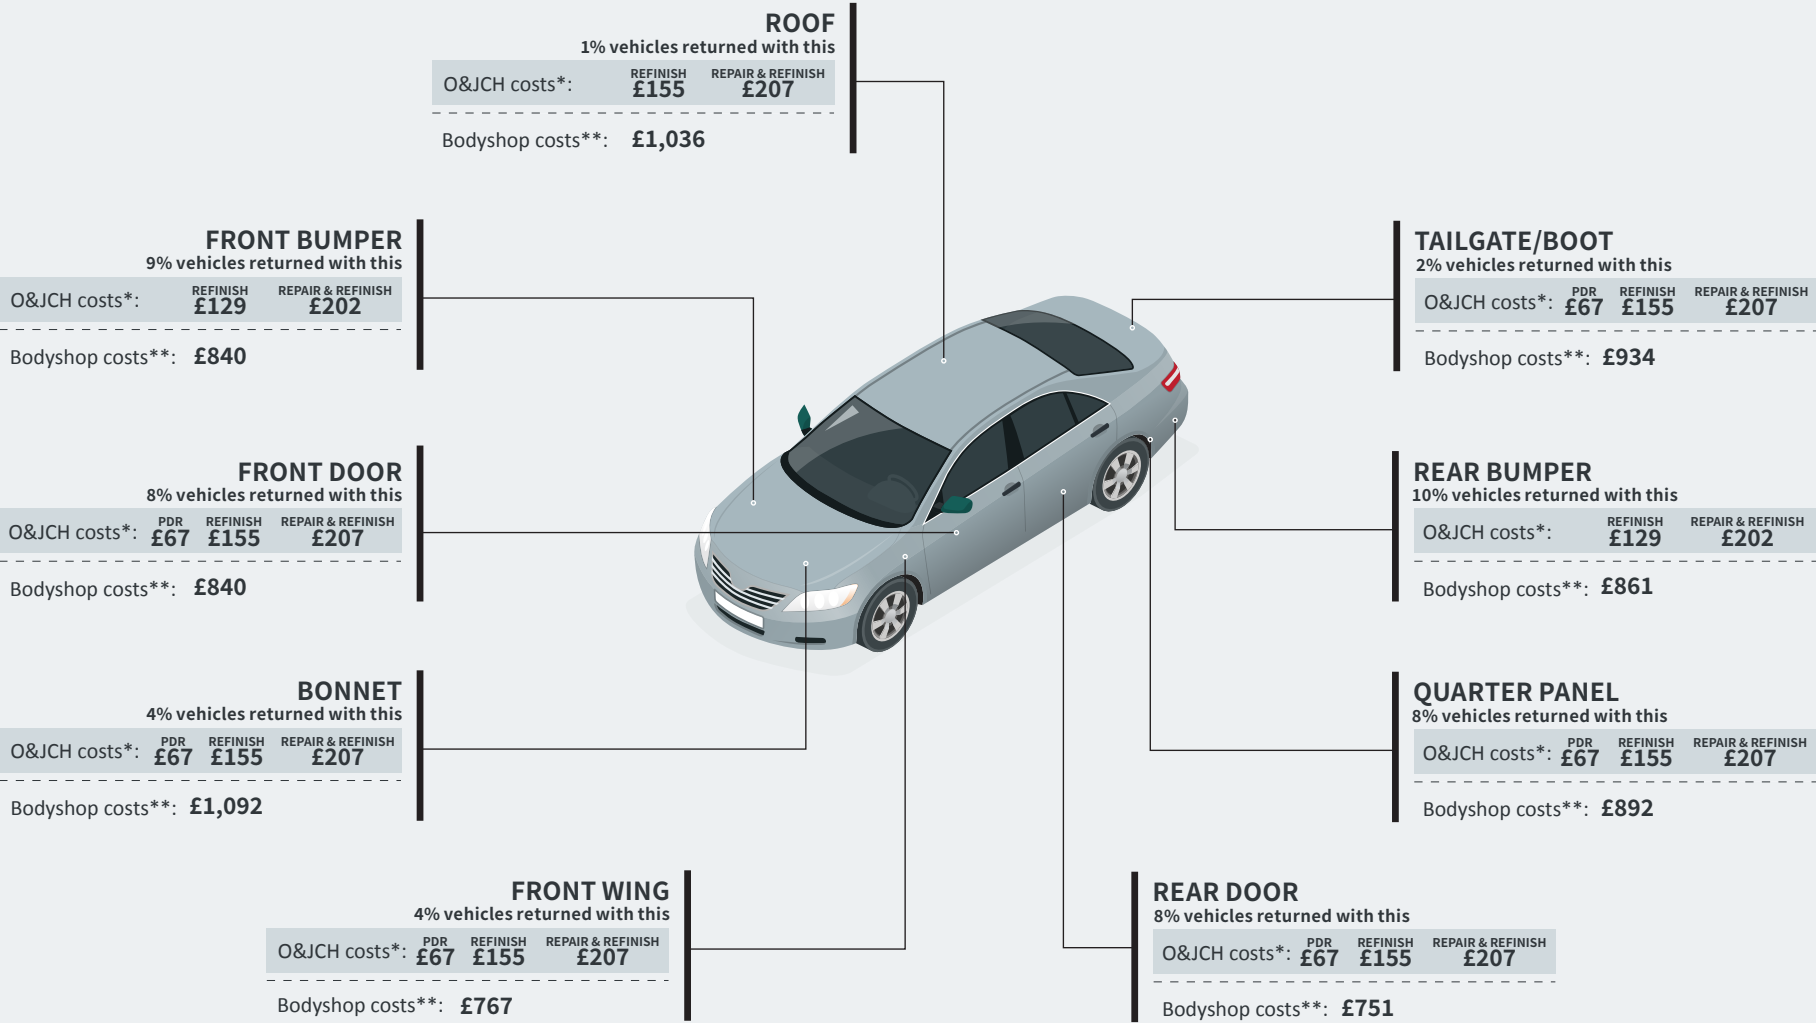 ROOF
1% vehicles returned with this
O&JCH costs*: REFINISH £155 REPAIR & REFINISH £207
Bodyshop costs**: £1,036
FRONT BUMPER
9% vehicles returned with this
O&JCH costs*: REFINISH £129 REPAIR & REFINISH £202
Bodyshop costs**: £840
FRONT DOOR
8% vehicles returned with this
O&JCH costs*: PDR £67 REFINISH £155 REPAIR & REFINISH £207
Bodyshop costs**: £840
BONNET
4% vehicles returned with this
O&JCH costs*: PDR £67 REFINISH £155 REPAIR & REFINISH £207
Bodyshop costs**: £1,092
FRONT WING
4% vehicles returned with this
O&JCH costs*: PDR £67 REFINISH £155 REPAIR & REFINISH £207
Bodyshop costs**: £767
TAILGATE/BOOT
2% vehicles returned with this
O&JCH costs*: PDR £67 REFINISH £155 REPAIR & REFINISH £207
Bodyshop costs**: £934
REAR BUMPER
10% vehicles returned with this
O&JCH costs*: REFINISH £129 REPAIR & REFINISH £202
Bodyshop costs**: £861
QUARTER PANEL
8% vehicles returned with this
O&JCH costs*: PDR £67 REFINISH £155 REPAIR & REFINISH £207
Bodyshop costs**: £892
REAR DOOR
8% vehicles returned with this
O&JCH costs*: PDR £67 REFINISH £155 REPAIR & REFINISH £207
Bodyshop costs**: £751